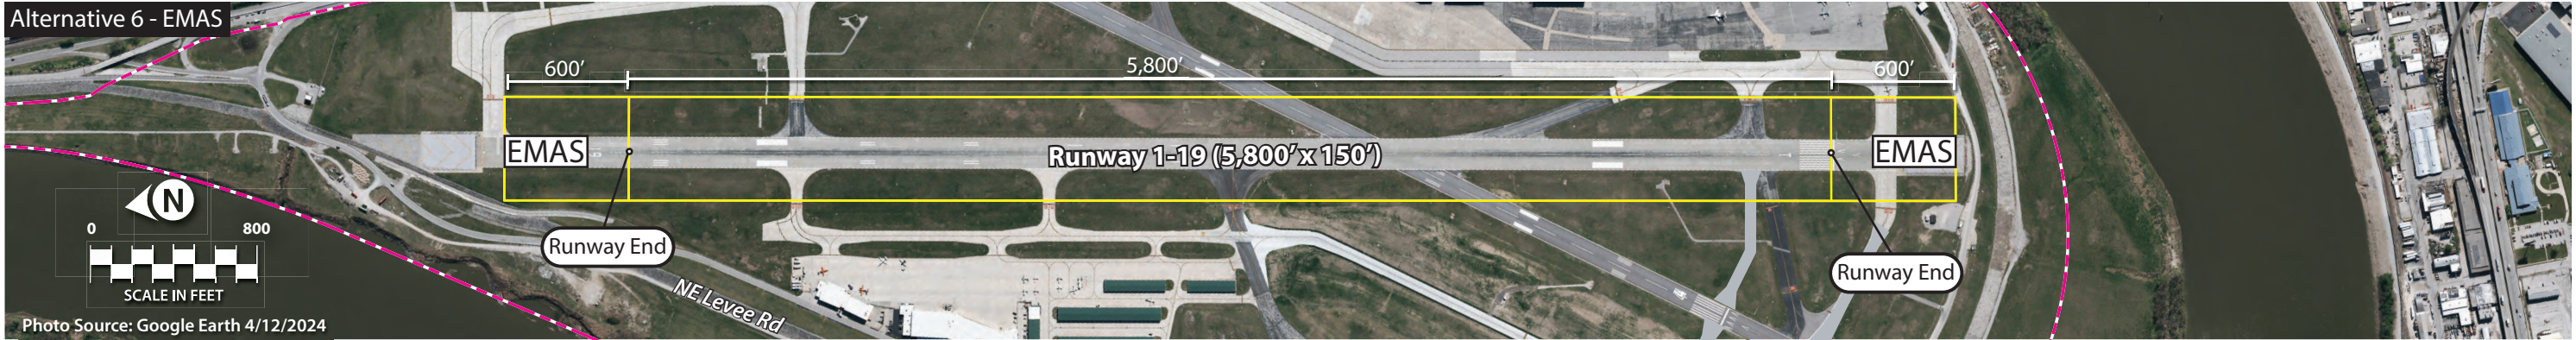 Alternative 6 - EMAS
600’
5,800’
600’
EMAS
Runway 1-19 (5,800’ x 150’)
EMAS
N
0 800
SCALE IN FEET
Runway End
Runway End
NE Levee Rd
Photo Source: Google Earth 4/12/2024